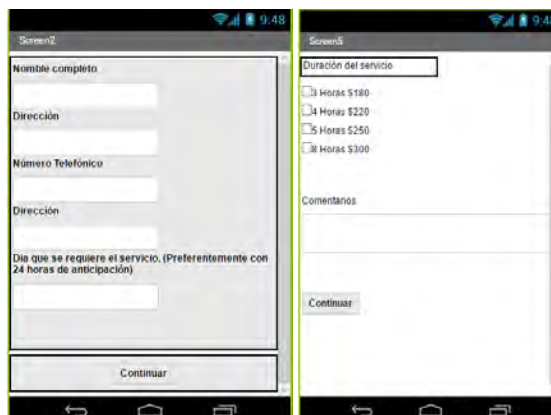 9:48
Screen2
Nomble completo
Dirección
Número Telefónico
Dirección
Dia que se requiere el servicio. (Preferentemente con
24 horas de anticipación)
Continuar
9:48
Screen5
Duración del servicio
3 Horas $180
4 Horas $220
5 Horas $250
8 Horas $300
Comentarios
Continuar